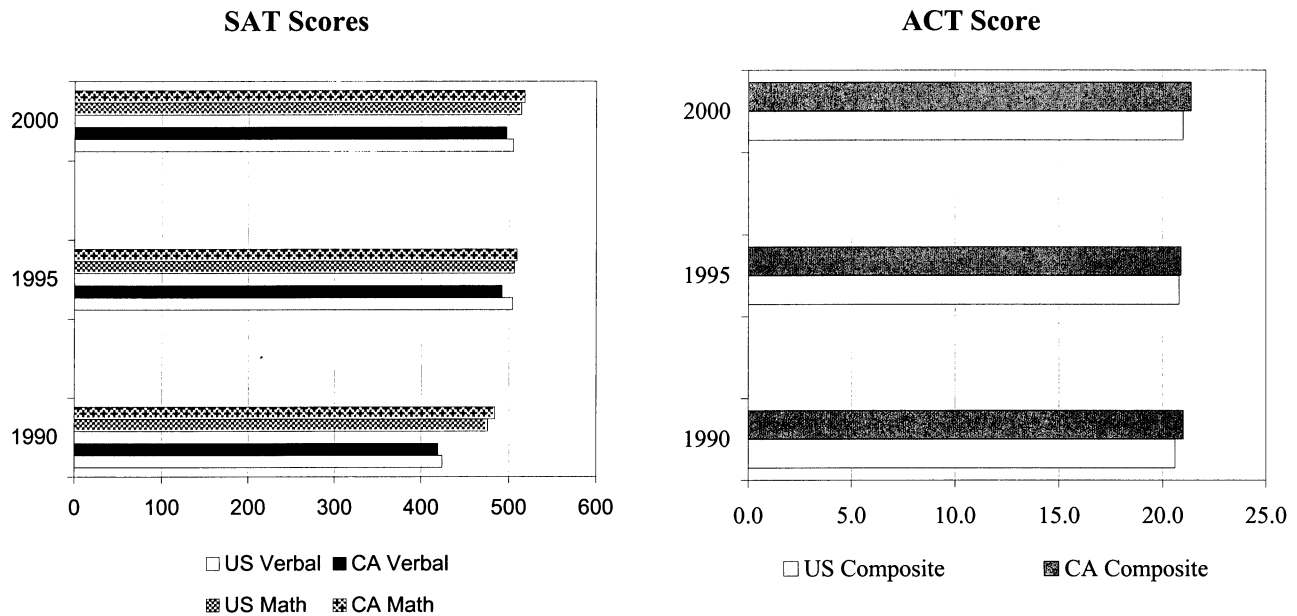 SAT Scores
2000
1995
1990
0 100 200 300 400 500 600
US Verbal CA Verbal
US Math CA Math
ACT Score
2000
1995
1990
0.0 5.0 10.0 15.0 20.0 25.0
US Composite CA Composite